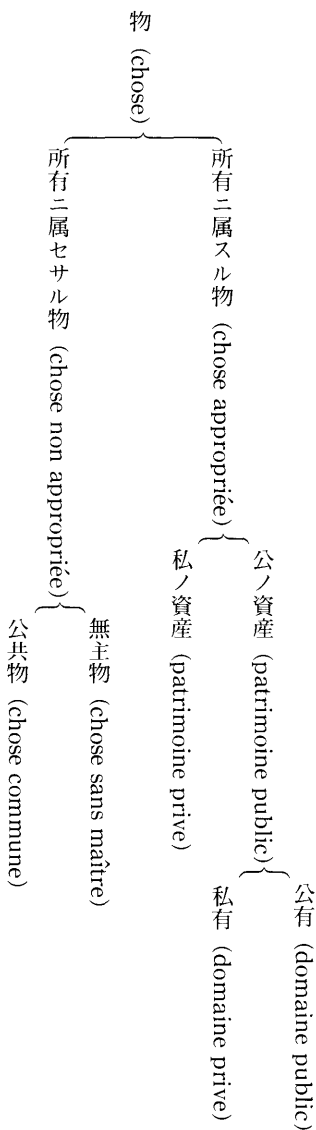 物 (chose)
所有ニ属スル物 (chose appropriée)
公ノ資産 (patrimoine public)
公有 (domaine public)
私有 (domaine prive)
私ノ資産 (patrimoine prive)
所有ニ属セサル物 (chose non appropriée)
無主物 (chose sans maître)
公共物 (chose commune)